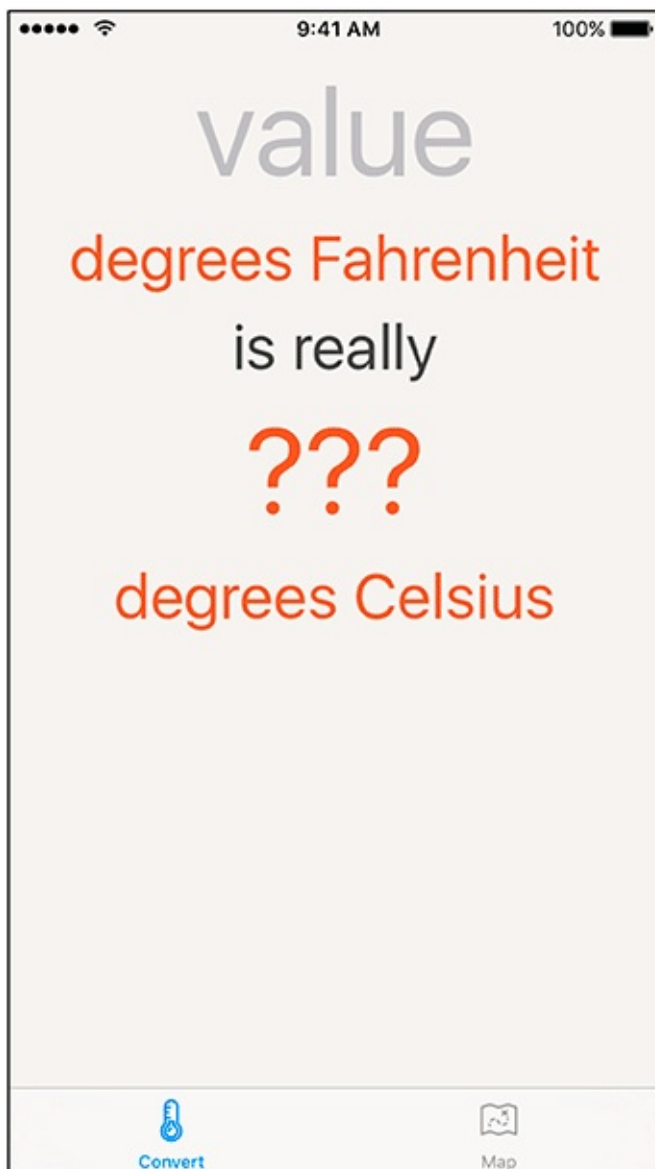 9:41 AM 100%
value
degrees Fahrenheit
is really
???
degrees Celsius
Convert Map